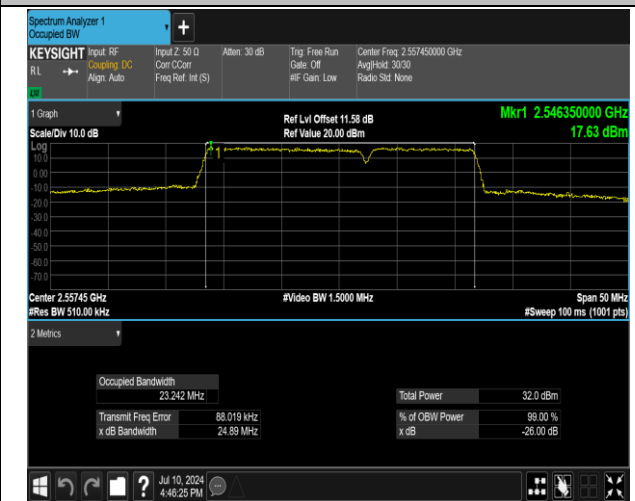 Spectrum Analyzer 1
Occupied BW
KEYSIGHT
RL
LXI
Input: RF
Coupling: DC
Align: Auto
Input Z: 50 Ω
Corr CCorr
Freq Ref: Int (S)
Atten: 30 dB
Trig: Free Run
Gate: Off
#IF Gain: Low
Center Freq: 2.557450000 GHz
Avg|Hold: 30/30
Radio Std: None
1 Graph
Scale/Div 10.0 dB
Ref Lvl Offset 11.58 dB
Ref Value 20.00 dBm
Mkr1 2.546350000 GHz
17.63 dBm
Log
10.0
0.00
-10.0
-20.0
-30.0
-40.0
-50.0
-60.0
-70.0
Center 2.55745 GHz
#Res BW 510.00 kHz
#Video BW 1.5000 MHz
Span 50 MHz
#Sweep 100 ms (1001 pts)
2 Metrics
Occupied Bandwidth
23.242 MHz
Transmit Freq Error 88.019 kHz
x dB Bandwidth 24.89 MHz
Total Power 32.0 dBm
% of OBW Power 99.00 %
x dB -26.00 dB
?
Jul 10, 2024
4:46:25 PM